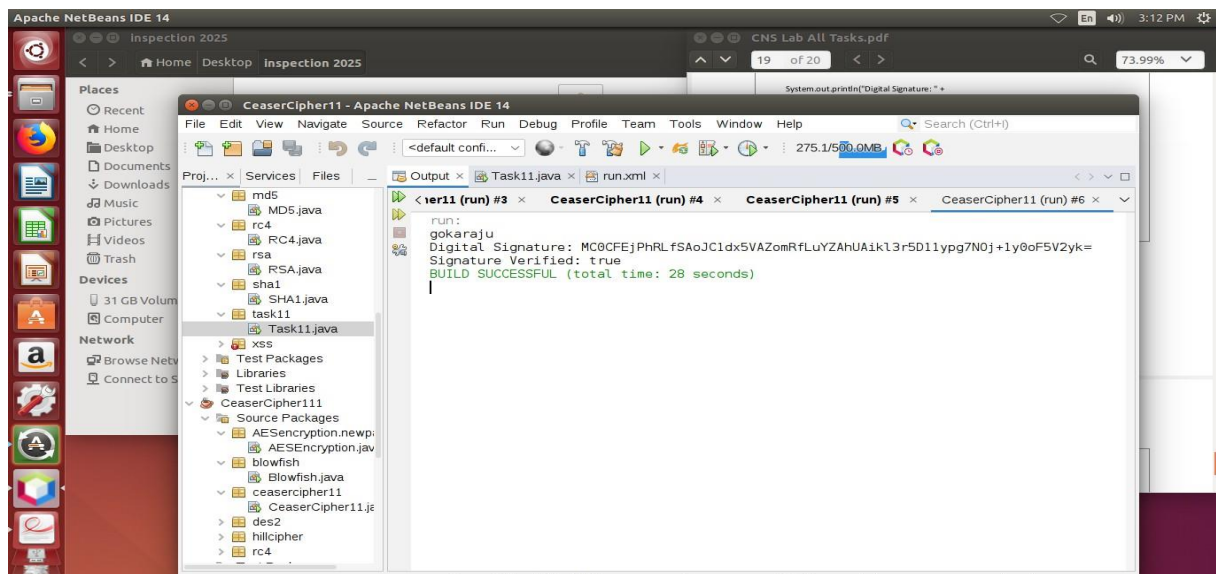 Apache NetBeans IDE 14
En
3:12 PM
inspection 2025
CNS Lab All Tasks.pdf
Home Desktop inspection 2025
19 of 20
73.99%
System.out.println("Digital Signature: " +
Places
Recent
Home
Desktop
Documents
Downloads
Music
Pictures
Videos
Trash
Devices
31 GB Volum
Computer
Network
Browse Netv
Connect to S
CeaserCipher11 - Apache NetBeans IDE 14
File Edit View Navigate Source Refactor Run Debug Profile Team Tools Window Help
Search (Ctrl+I)
<default confi...
275.1/500.0MB
Proj... × Services Files
Output × Task11.java × run.xml ×
md5
MD5.java
rc4
RC4.java
rsa
RSA.java
sha1
SHA1.java
task11
Task11.java
xss
Test Packages
Libraries
Test Libraries
CeaserCipher111
Source Packages
AESencryption.newp
AESEncryption.jav
blowfish
Blowfish.java
ceasercipher11
CeaserCipher11.ja
des2
hillcipher
rc4
her11 (run) #3 × CeaserCipher11 (run) #4 × CeaserCipher11 (run) #5 × CeaserCipher11 (run) #6 ×
run:
gokaraju
Digital Signature: MC0CFEjPhRLfSAoJC1dx5VAZomRfLuYZAhUAikl3r5D11ypg7NOj+1y0oF5V2yk=
Signature Verified: true
BUILD SUCCESSFUL (total time: 28 seconds)